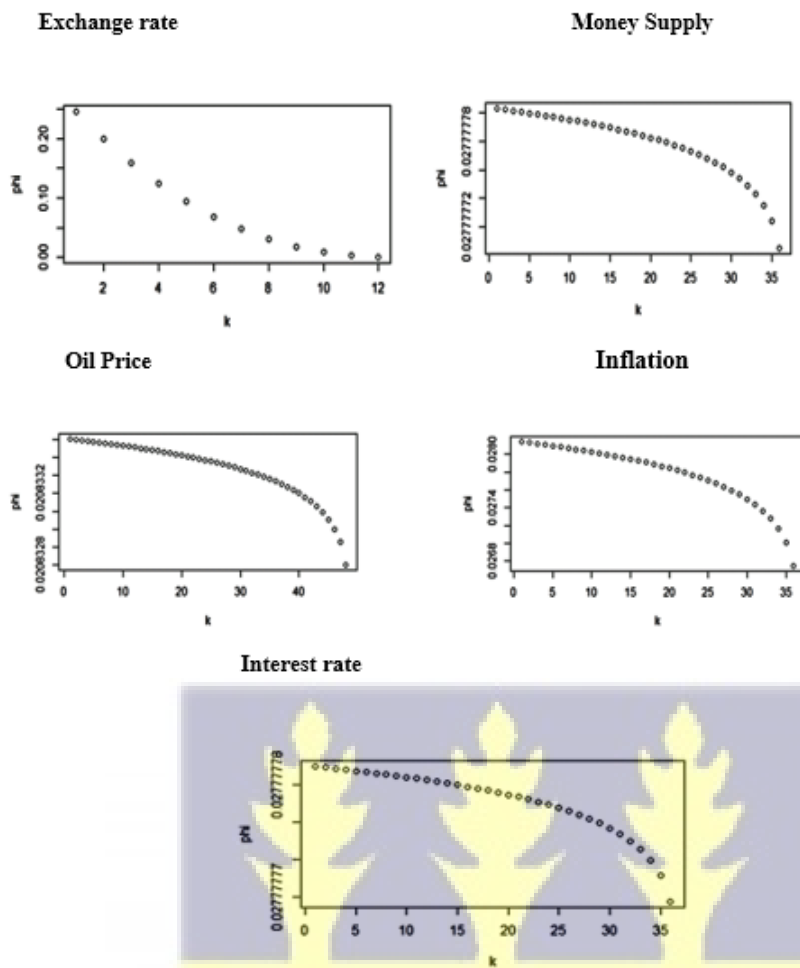 Exchange rate
phi
0.00 0.10 0.20
2 4 6 8 10 12
k
Money Supply
phi
0.02777772 0.02777778
0 5 10 15 20 25 30 35
k
Oil Price
phi
0.0208328 0.0208332
0 10 20 30 40
k
Inflation
phi
0.0268 0.0274 0.0280
0 5 10 15 20 25 30 35
k
Interest rate
phi
0.02777777 0.027777778
0 5 10 15 20 25 30 35
k